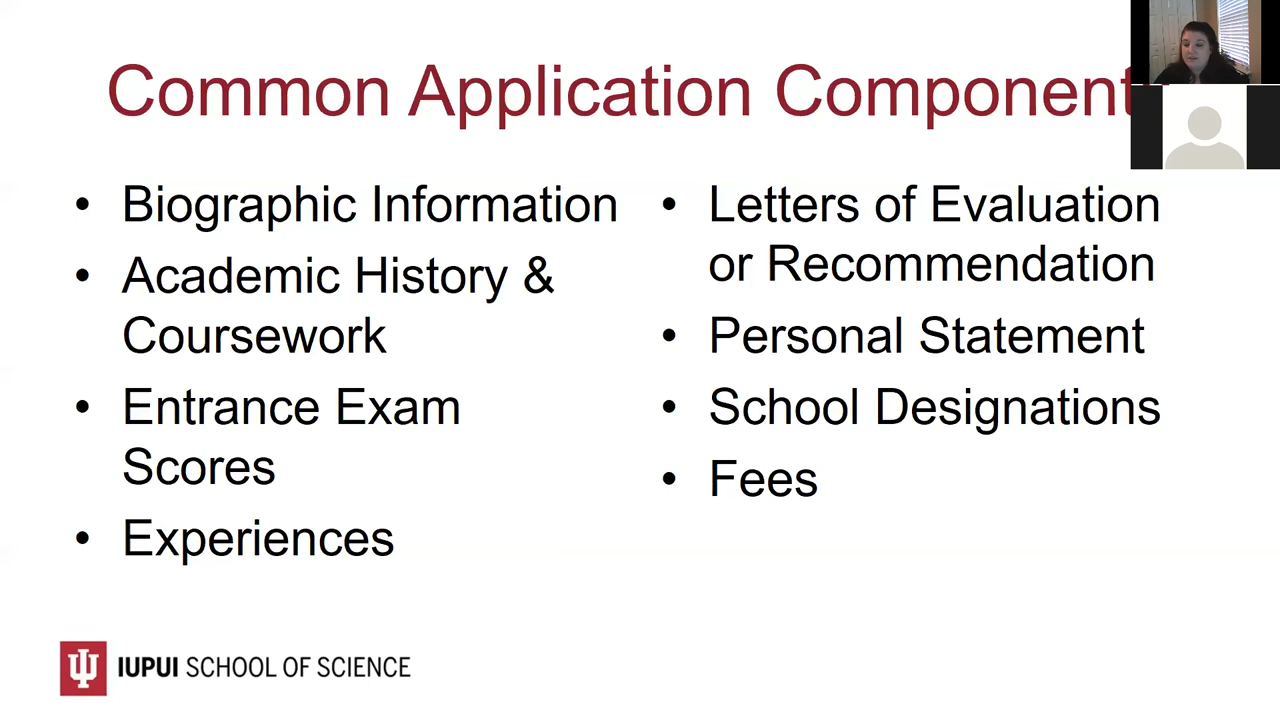 Common Application Component
• Biographic Information
• Academic History &
Coursework
• Entrance Exam
Scores
• Experiences
• Letters of Evaluation
or Recommendation
• Personal Statement
• School Designations
• Fees
IUPUI SCHOOL OF SCIENCE